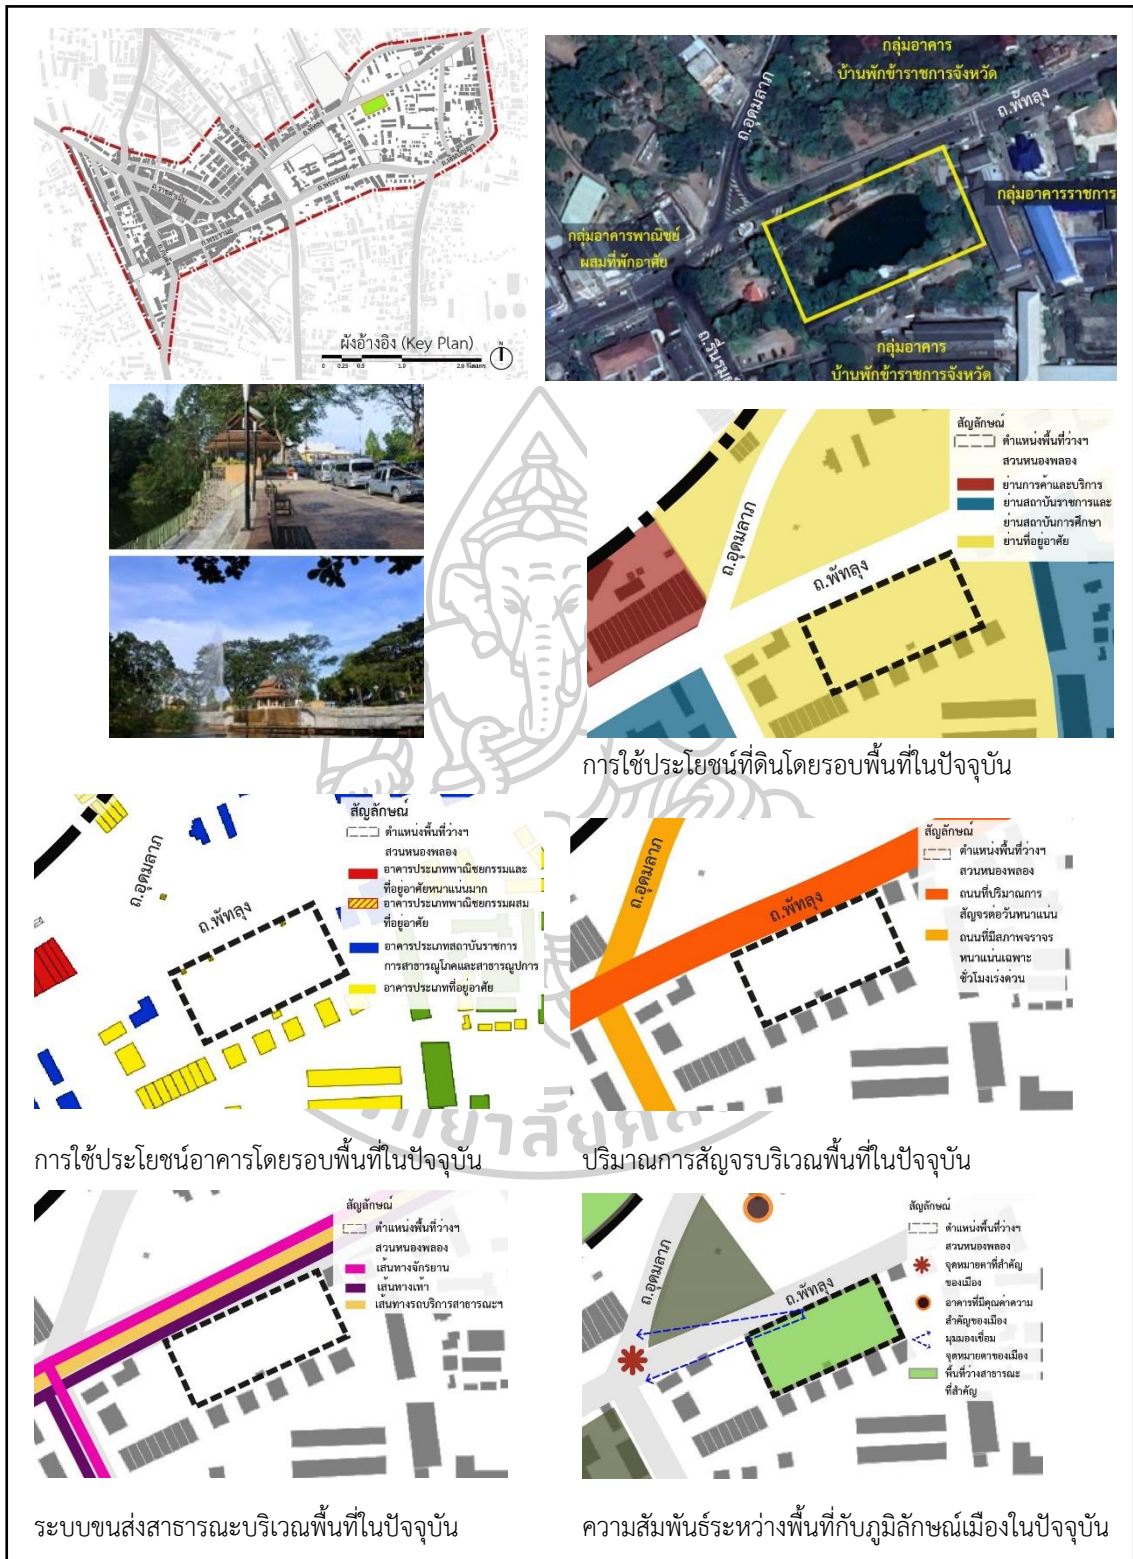 ถ.พัทลุง
ถ.พระราม6
ถ.พระราม6
ถ.ราชดำเนิน
ผังอ้างอิง (Key Plan)
N
0 0.25 0.5 1.0 2.0
กลุ่มอาคาร
บ้านพักข้าราชการจังหวัด
ถ.อุดมลาภ
ถ.พัทลุง
กลุ่มอาคารราชการ
กลุ่มอาคารพาณิชย์
ผสมที่พักอาศัย
ถ.รื่นรมย์
กลุ่มอาคาร
บ้านพักข้าราชการจังหวัด
สัญลักษณ์
ตำแหน่งพื้นที่ว่างฯ
สวนหนองพลอง
ย่านการค้าและบริการ
ย่านสถาบันราชการและ
ย่านสถาบันการศึกษา
ย่านที่อยู่อาศัย
ถ.อุดมลาภ
ถ.พัทลุง
การใช้ประโยชน์ที่ดินโดยรอบพื้นที่ในปัจจุบัน
สัญลักษณ์
ตำแหน่งพื้นที่ว่างฯ
สวนหนองพลอง
อาคารประเภทพาณิชยกรรมและ
ที่อยู่อาศัยหนาแน่นมาก
อาคารประเภทพาณิชยกรรมผสม
ที่อยู่อาศัย
อาคารประเภทสถาบันราชการ
การสาธารณูโภคและสาธารณูปการ
อาคารประเภทที่อยู่อาศัย
ถ.อุดมลาภ
ถ.พัทลุง
สัญลักษณ์
ตำแหน่งพื้นที่ว่างฯ
สวนหนองพลอง
ถนนที่ปริมาณการ
สัญจรต่อวันหนาแน่น
ถนนที่มีสภาพจราจร
หนาแน่นเฉพาะ
ชั่วโมงเร่งด่วน
ถ.อุดมลาภ
ถ.พัทลุง
การใช้ประโยชน์อาคารโดยรอบพื้นที่ในปัจจุบัน
ปริมาณการสัญจรบริเวณพื้นที่ในปัจจุบัน
สัญลักษณ์
ตำแหน่งพื้นที่ว่างฯ
สวนหนองพลอง
เส้นทางจักรยาน
เส้นทางเท้า
เส้นทางรถบริการสาธารณะฯ
สัญลักษณ์
ตำแหน่งพื้นที่ว่างฯ
สวนหนองพลอง
จุดหมายตาที่สำคัญ
ของเมือง
อาคารที่มีคุณค่าความ
สำคัญของเมือง
มุมมองเชื่อม
จุดหมายตาของเมือง
พื้นที่ว่างสาธารณะ
ที่สำคัญ
ถ.อุดมลาภ
ถ.พัทลุง
ระบบขนส่งสาธารณะบริเวณพื้นที่ในปัจจุบัน
ความสัมพันธ์ระหว่างพื้นที่กับภูมิลักษณ์เมืองในปัจจุบัน